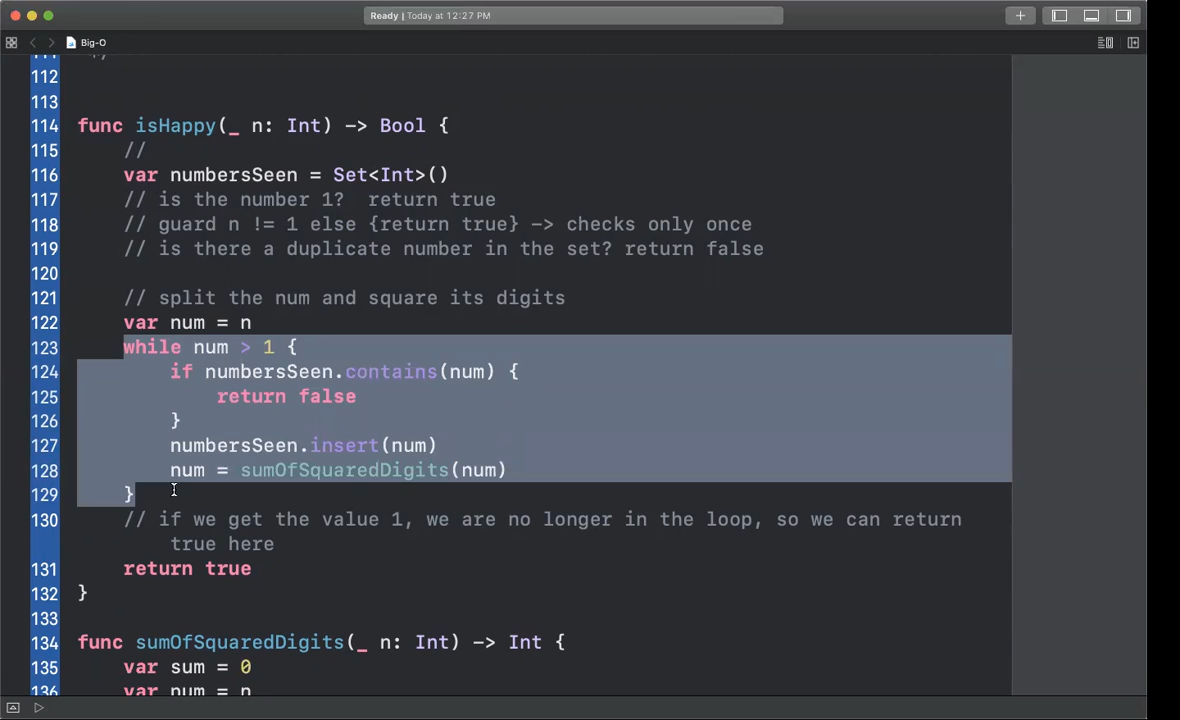 Ready | Today at 12:27 PM
Big-O
111
112
113
114 func isHappy(_ n: Int) -> Bool {
115 //
116 var numbersSeen = Set<Int>()
117 // is the number 1?  return true
118 // guard n != 1 else {return true} -> checks only once
119 // is there a duplicate number in the set? return false
120
121 // split the num and square its digits
122 var num = n
123 while num > 1 {
124 if numbersSeen.contains(num) {
125 return false
126 }
127 numbersSeen.insert(num)
128 num = sumOfSquaredDigits(num)
129 }
130 // if we get the value 1, we are no longer in the loop, so we can return
true here
131 return true
132 }
133
134 func sumOfSquaredDigits(_ n: Int) -> Int {
135 var sum = 0
136 var num = n